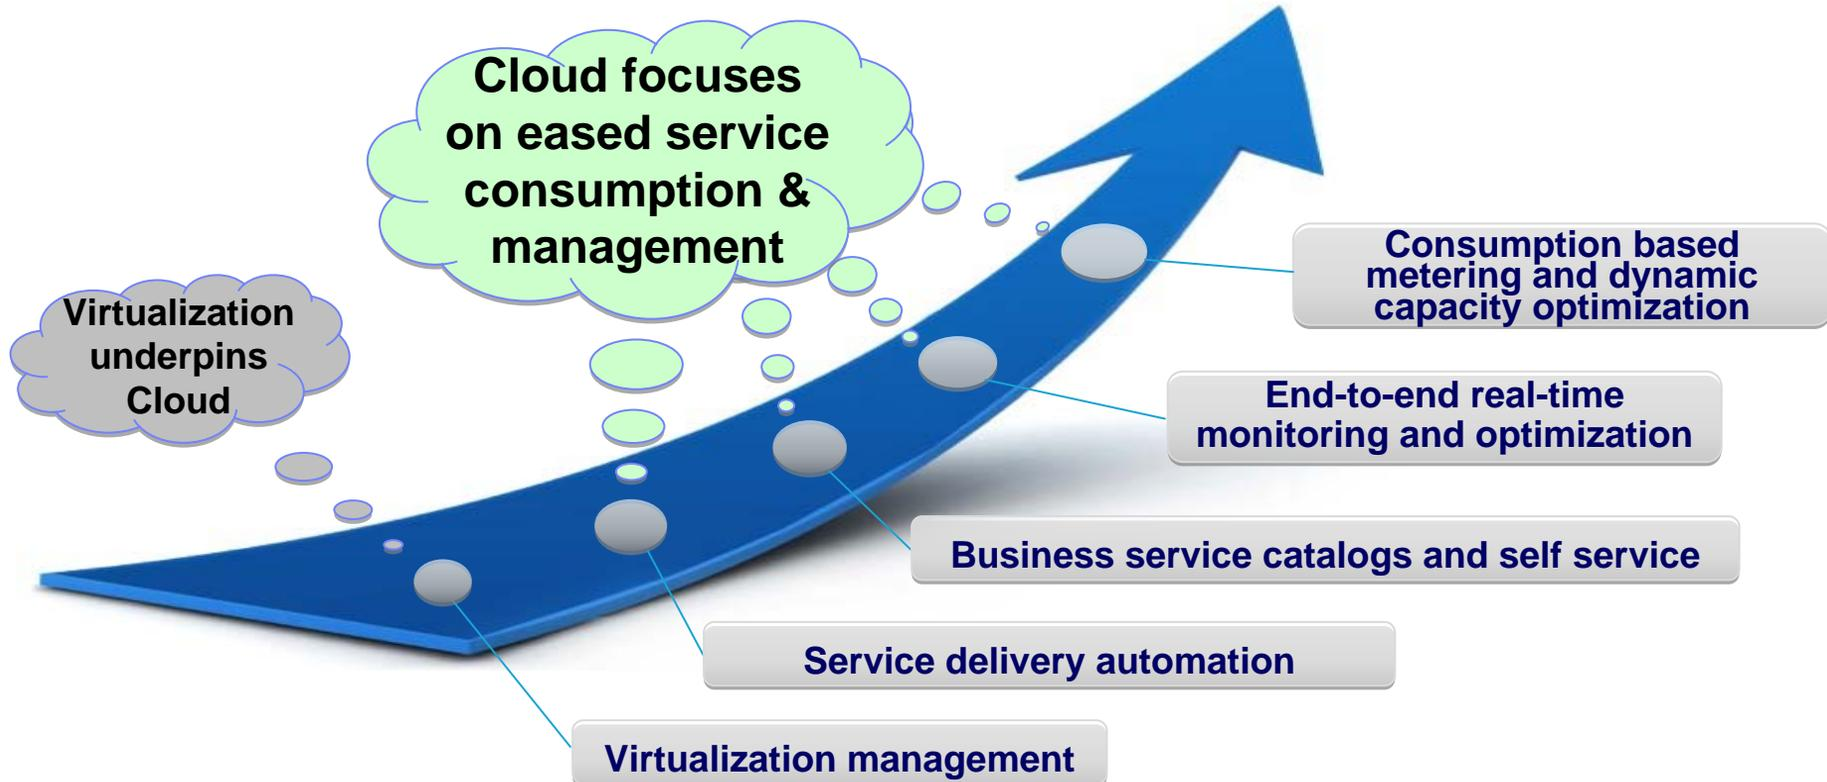 Cloud focuses
on eased service
consumption &
management
Virtualization
underpins
Cloud
Consumption based
metering and dynamic
capacity optimization
End-to-end real-time
monitoring and optimization
Business service catalogs and self service
Service delivery automation
Virtualization management